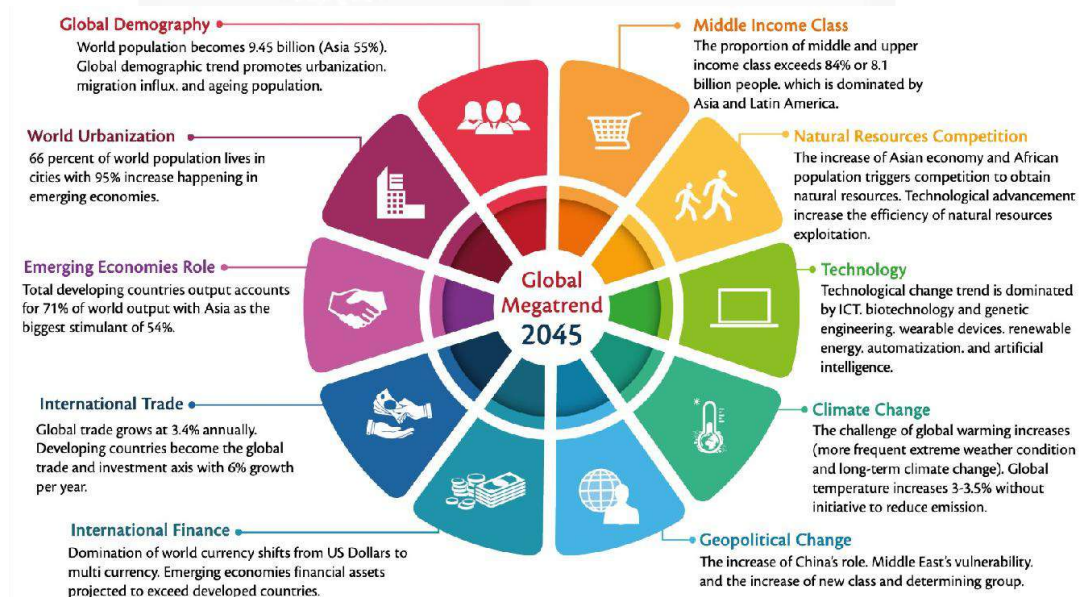 Global Demography
World population becomes 9.45 billion (Asia 55%).
Global demographic trend promotes urbanization.
migration influx. and ageing population.
World Urbanization
66 percent of world population lives in
cities with 95% increase happening in
emerging economies.
Emerging Economies Role
Total developing countries output accounts
for 71% of world output with Asia as the
biggest stimulant of 54%.
International Trade
Global trade grows at 3.4% annually.
Developing countries become the global
trade and investment axis with 6% growth
per year.
International Finance
Domination of world currency shifts from US Dollars to
multi currency. Emerging economies financial assets
projected to exceed developed countries.
Global
Megatrend
2045
Middle Income Class
The proportion of middle and upper
income class exceeds 84% or 8.1
billion people. which is dominated by
Asia and Latin America.
Natural Resources Competition
The increase of Asian economy and African
population triggers competition to obtain
natural resources. Technological advancement
increase the efficiency of natural resources
exploitation.
Technology
Technological change trend is dominated
by ICT. biotechnology and genetic
engineering. wearable devices. renewable
energy. automatization. and artificial
intelligence.
Climate Change
The challenge of global warming increases
(more frequent extreme weather condition
and long-term climate change). Global
temperature increases 3-3.5% without
initiative to reduce emission.
Geopolitical Change
The increase of China's role. Middle East's vulnerability.
and the increase of new class and determining group.